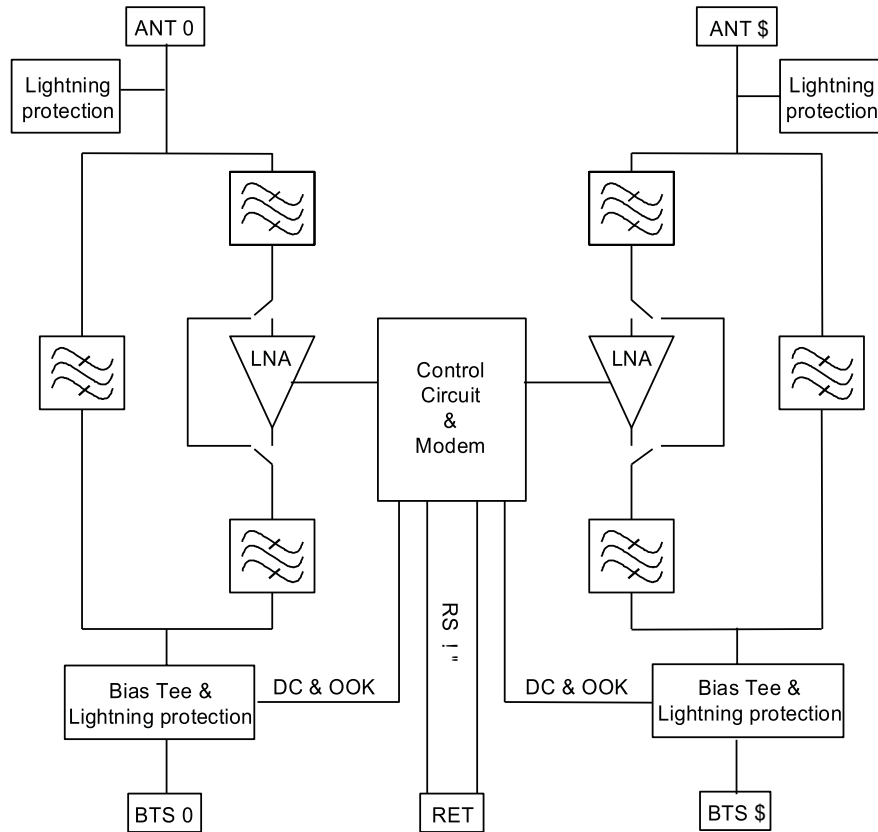 ANT 0
ANT $
Lightning
protection
Lightning
protection
LNA
Control
Circuit
&
Modem
LNA
RS !"
Bias Tee &
Lightning protection
DC & OOK
DC & OOK
Bias Tee &
Lightning protection
BTS 0
RET
BTS $